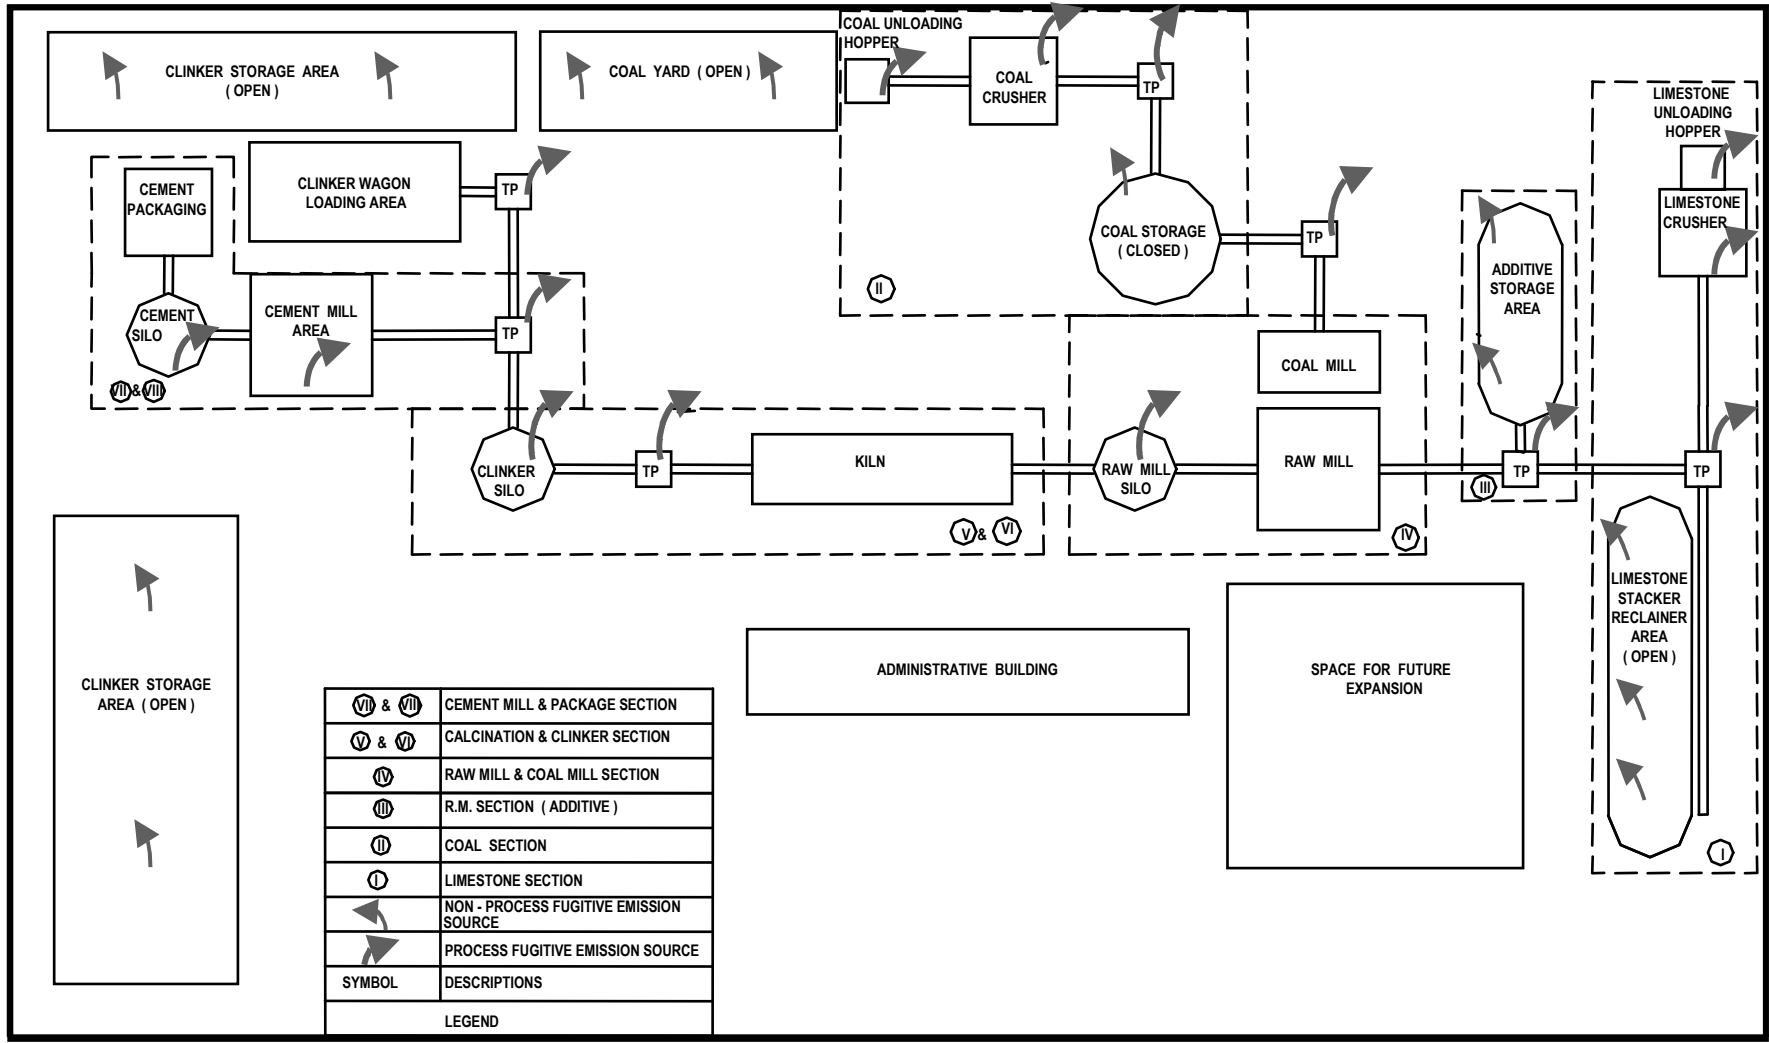 COAL UNLOADING
HOPPER
CLINKER STORAGE AREA
( OPEN )
COAL YARD ( OPEN )
COAL
CRUSHER
TP
LIMESTONE
UNLOADING
HOPPER
CEMENT
PACKAGING
CLINKER WAGON
LOADING AREA
TP
COAL STORAGE
( CLOSED )
TP
LIMESTONE
CRUSHER
ADDITIVE
STORAGE
AREA
II
CEMENT
SILO
CEMENT MILL
AREA
TP
COAL MILL
VII & VIII
CLINKER
SILO
TP
KILN
RAW MILL
SILO
RAW MILL
TP
TP
III
V & VI
IV
LIMESTONE
STACKER
RECLAINER
AREA
( OPEN )
ADMINISTRATIVE BUILDING
SPACE FOR FUTURE
EXPANSION
CLINKER STORAGE
AREA ( OPEN )
I
VII & VII CEMENT MILL & PACKAGE SECTION
V & VI CALCINATION & CLINKER SECTION
IV RAW MILL & COAL MILL SECTION
III R.M. SECTION ( ADDITIVE )
II COAL SECTION
I LIMESTONE SECTION
NON - PROCESS FUGITIVE EMISSION
SOURCE
PROCESS FUGITIVE EMISSION SOURCE
SYMBOL DESCRIPTIONS
LEGEND